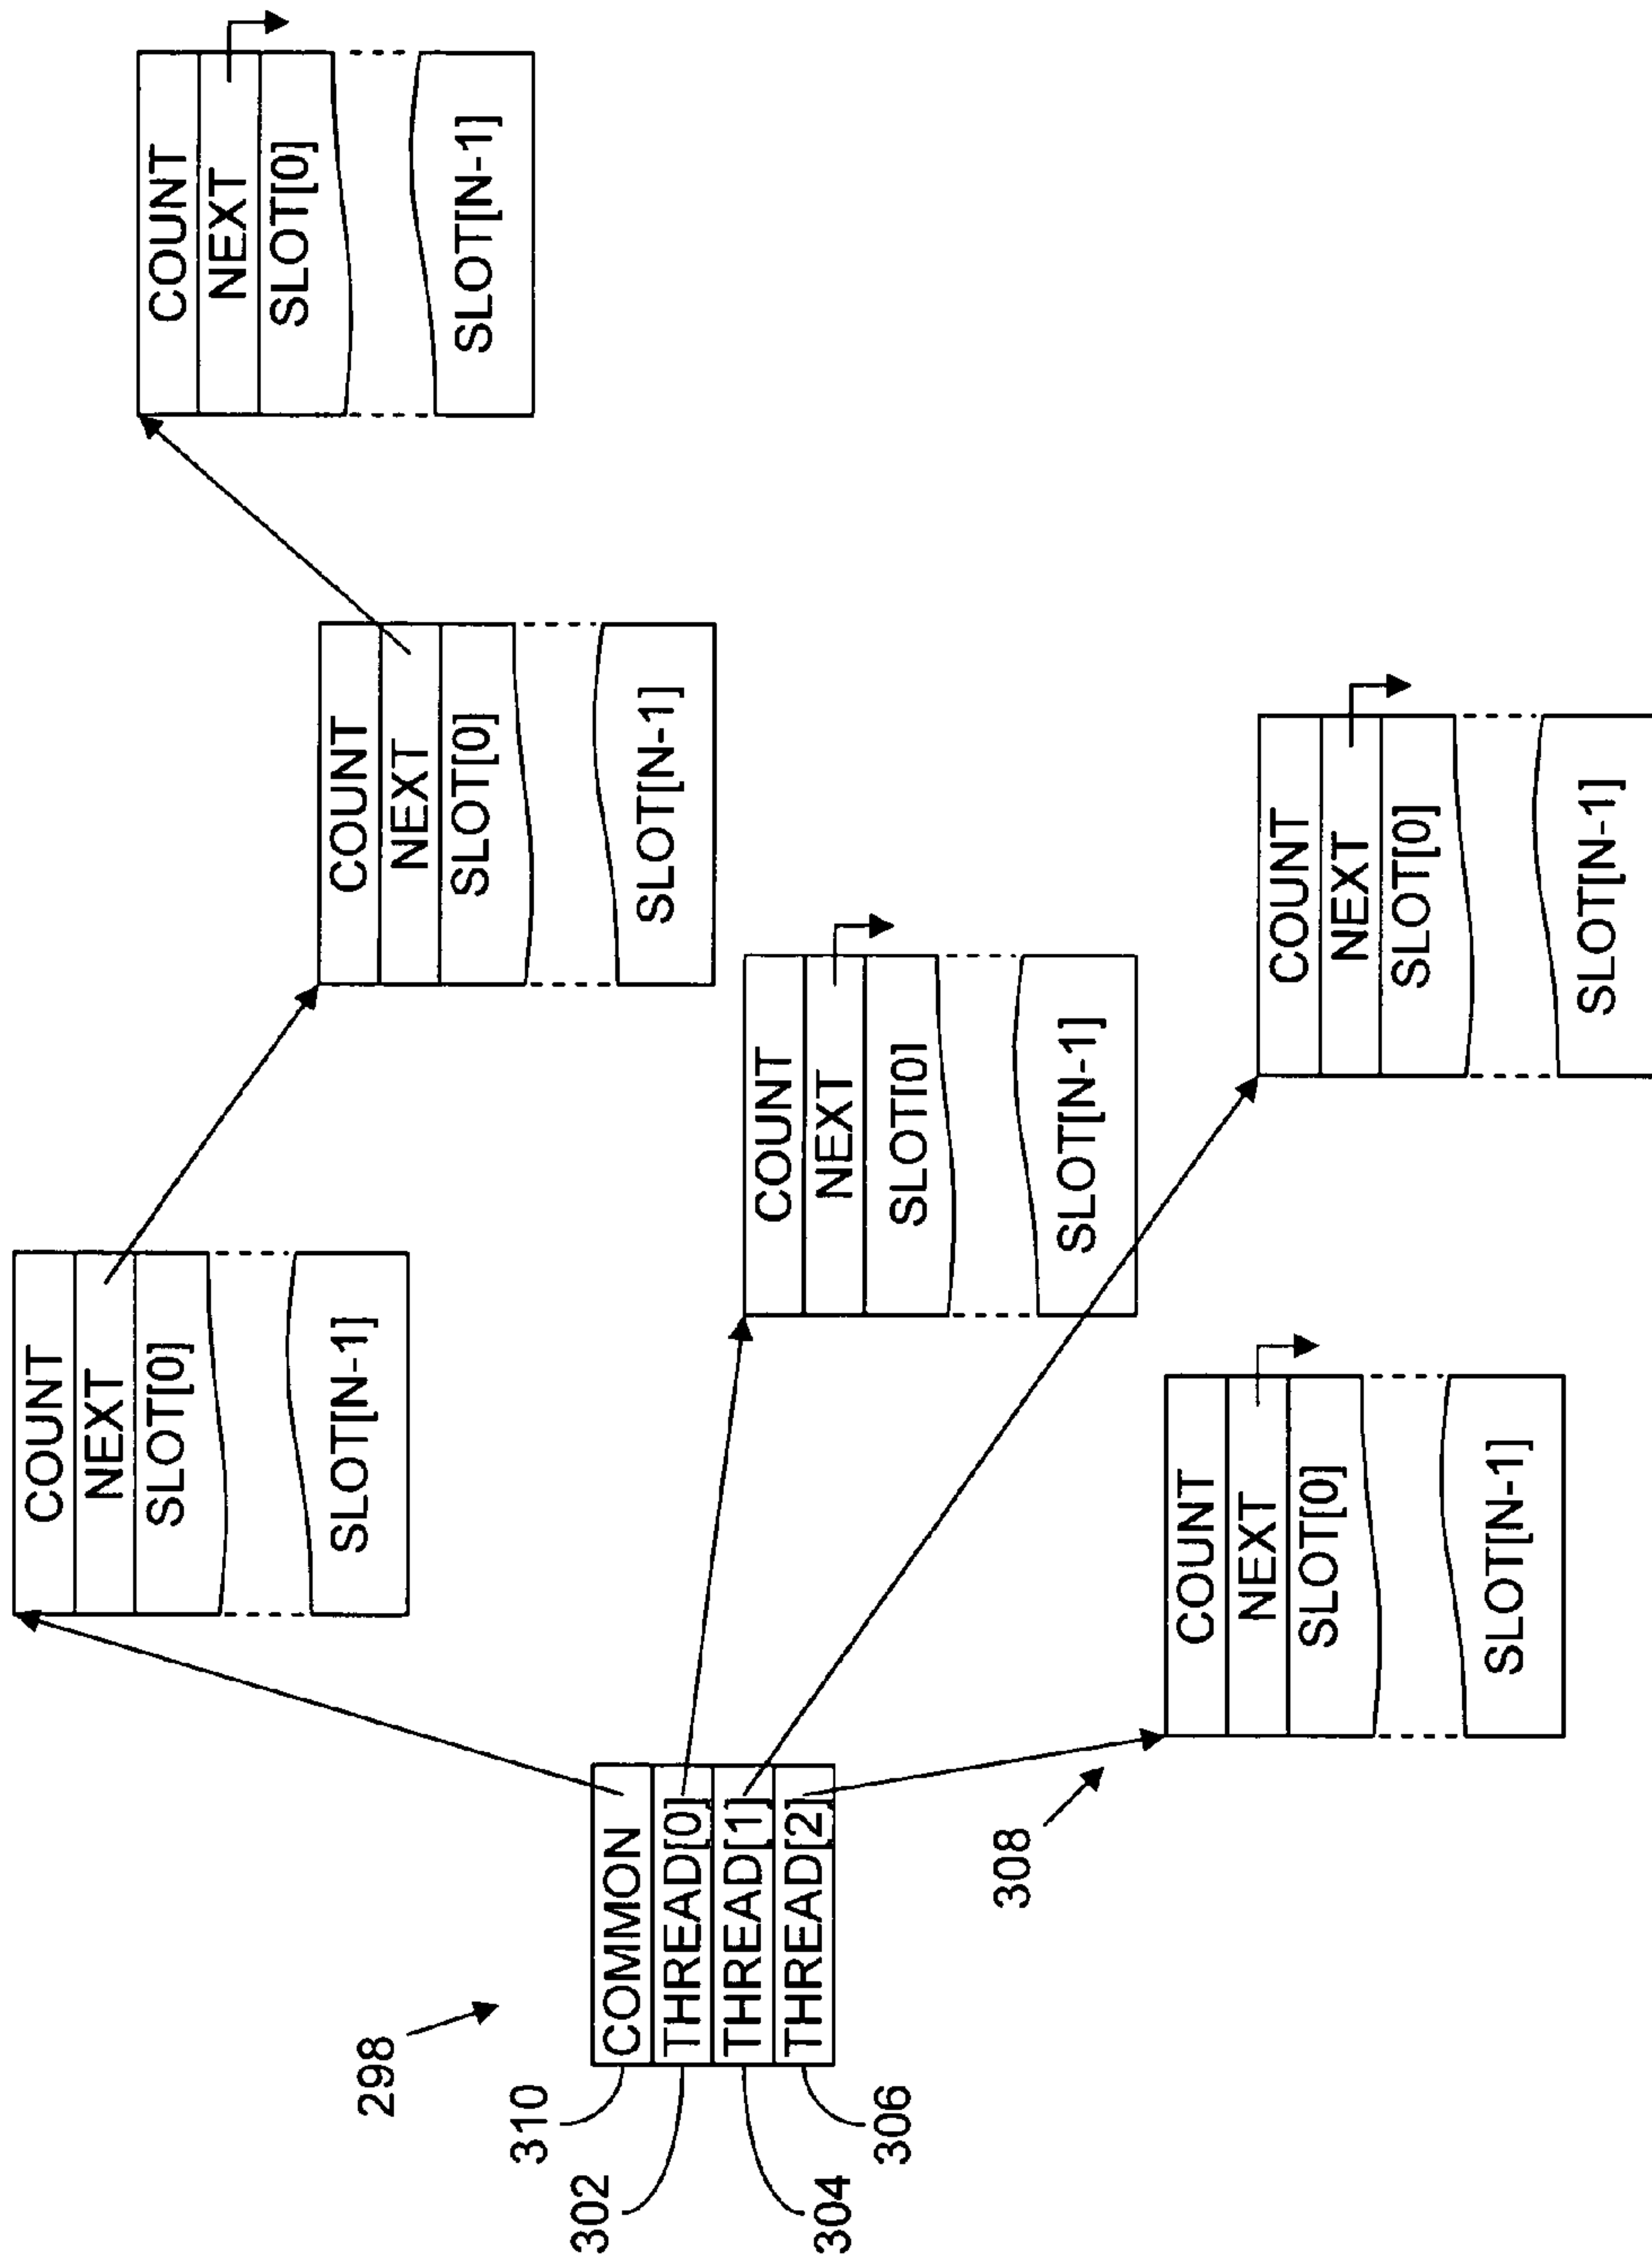 COUNT
NEXT
SLOT[0]
SLOT[N-1]
COUNT
NEXT
SLOT[0]
SLOT[N-1]
COUNT
NEXT
SLOT[0]
SLOT[N-1]
298
310
302
304
306
COMMON
THREAD[0]
THREAD[1]
THREAD[2]
COUNT
NEXT
SLOT[0]
SLOT[N-1]
308
COUNT
NEXT
SLOT[0]
SLOT[N-1]
COUNT
NEXT
SLOT[0]
SLOT[N-1]